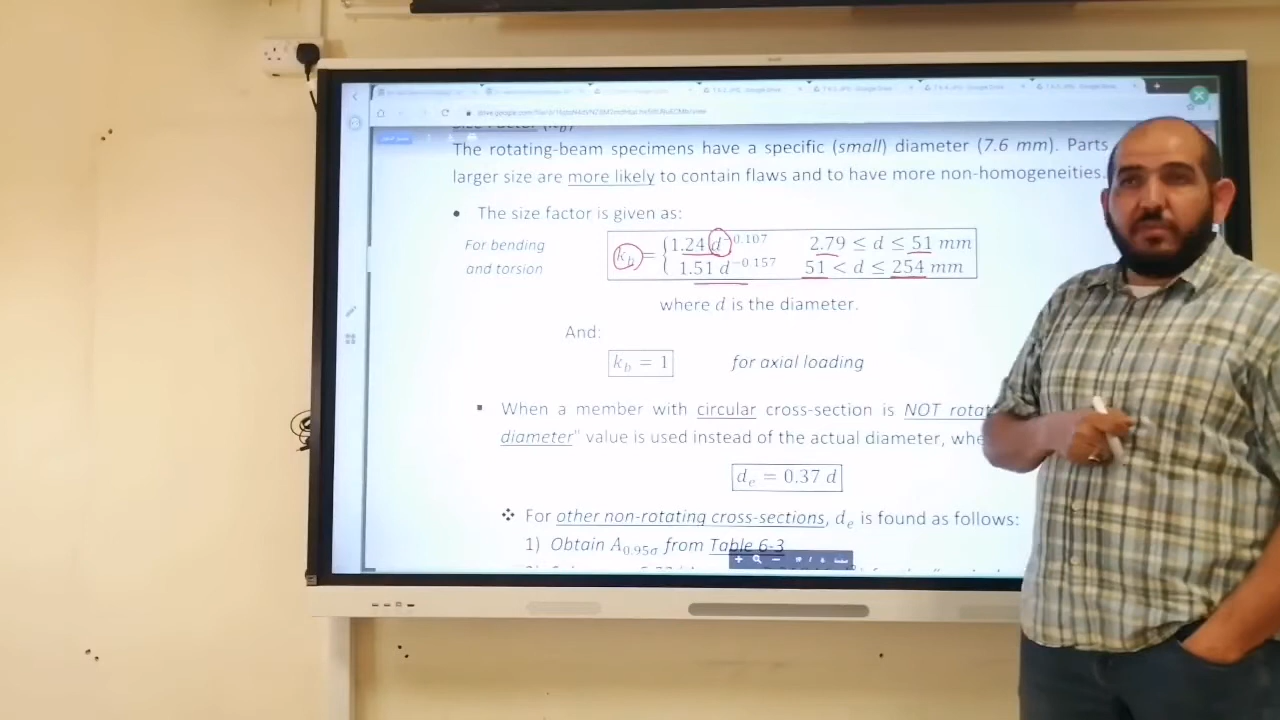 The rotating-beam specimens have a specific (small) diameter (7.6 mm). Parts
larger size are more likely to contain flaws and to have more non-homogeneities.
• The size factor is given as:
For bending
and torsion
k_b = { 1.24 d^−0.107 2.79 ≤ d ≤ 51 mm
1.51 d^−0.157 51 < d ≤ 254 mm
where d is the diameter.
And:
k_b = 1 for axial loading
▪ When a member with circular cross-section is NOT rotat
diameter" value is used instead of the actual diameter, whe
d_e = 0.37 d
❖ For other non-rotating cross-sections, d_e is found as follows:
1) Obtain A_0.95σ from Table 6-3